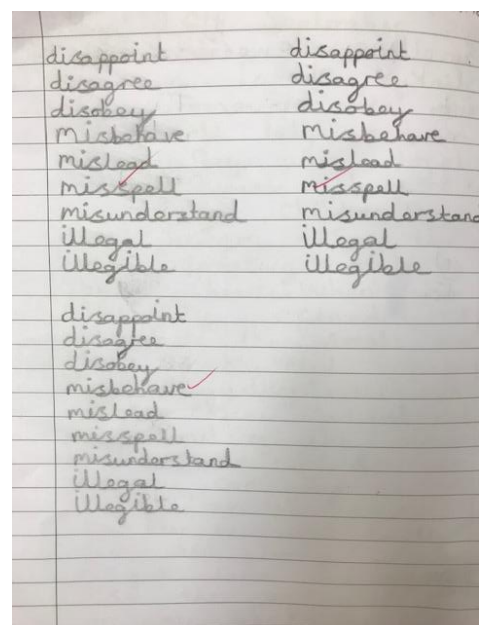 disappoint
disagree
disobey
misbehave
mislead
misspell
misunderstand
illegal
illegible
disappoint
disagree
disobey
misbehave
mislead
misspell
misunderstand
illegal
illegible
disappoint
disagree
disobey
misbehave
mislead
misspell
misunderstand
illegal
illegible